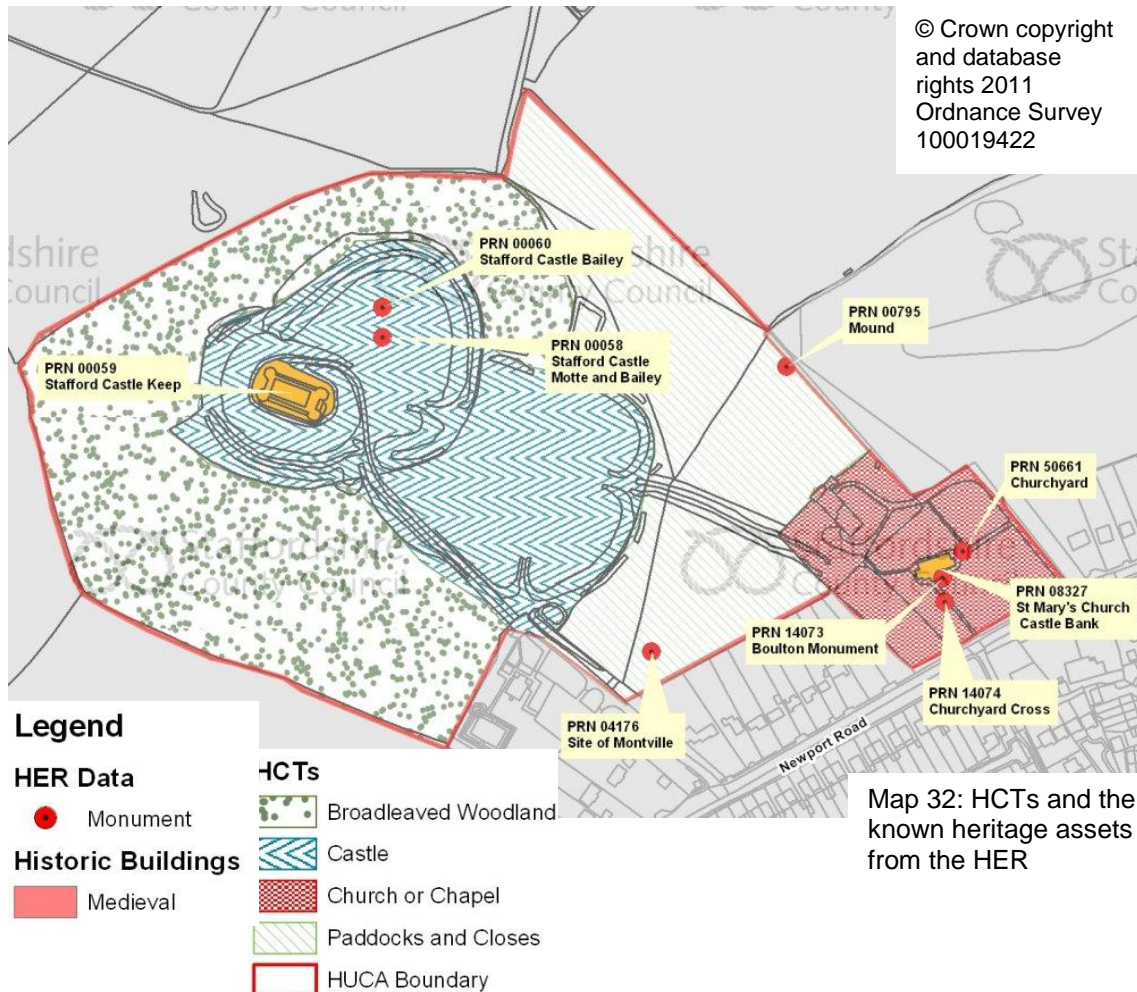 © Crown copyright
and database
rights 2011
Ordnance Survey
100019422
PRN 00060
Stafford Castle Bailey
PRN 00058
Stafford Castle
Motte and Bailey
PRN 00059
Stafford Castle Keep
PRN 00795
Mound
PRN 50661
Churchyard
PRN 08327
St Mary's Church
Castle Bank
PRN 14073
Boulton Monument
PRN 14074
Churchyard Cross
PRN 04176
Site of Montville
Newport Road
Staffordshire
County Council
Legend
HER Data
Monument
Historic Buildings
Medieval
HCTs
Broadleaved Woodland
Castle
Church or Chapel
Paddocks and Closes
HUCA Boundary
Map 32: HCTs and the
known heritage assets
from the HER